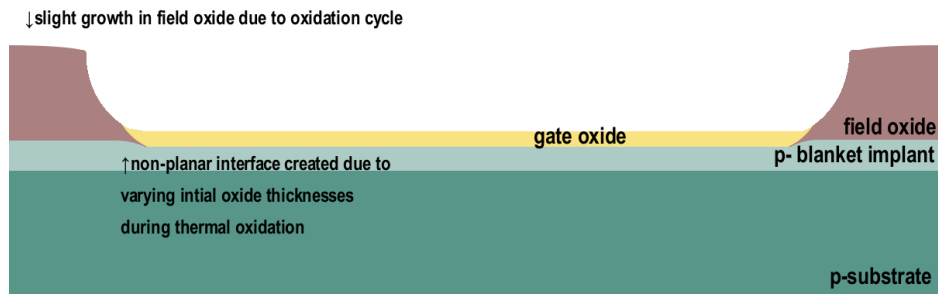 ↓slight growth in field oxide due to oxidation cycle
gate oxide
field oxide
p- blanket implant
↑non-planar interface created due to
varying intial oxide thicknesses
during thermal oxidation
p-substrate